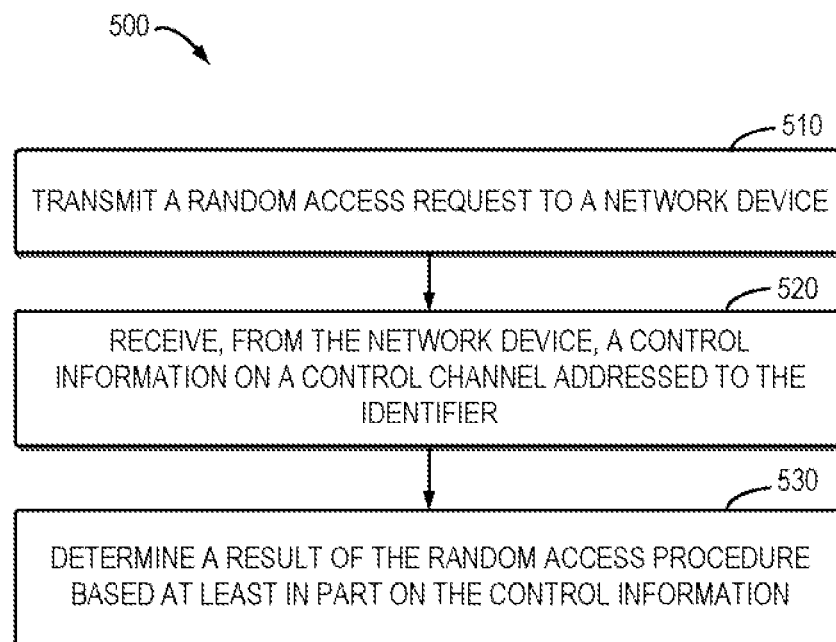 500
510
TRANSMIT A RANDOM ACCESS REQUEST TO A NETWORK DEVICE
520
RECEIVE, FROM THE NETWORK DEVICE, A CONTROL
INFORMATION ON A CONTROL CHANNEL ADDRESSED TO THE
IDENTIFIER
530
DETERMINE A RESULT OF THE RANDOM ACCESS PROCEDURE
BASED AT LEAST IN PART ON THE CONTROL INFORMATION